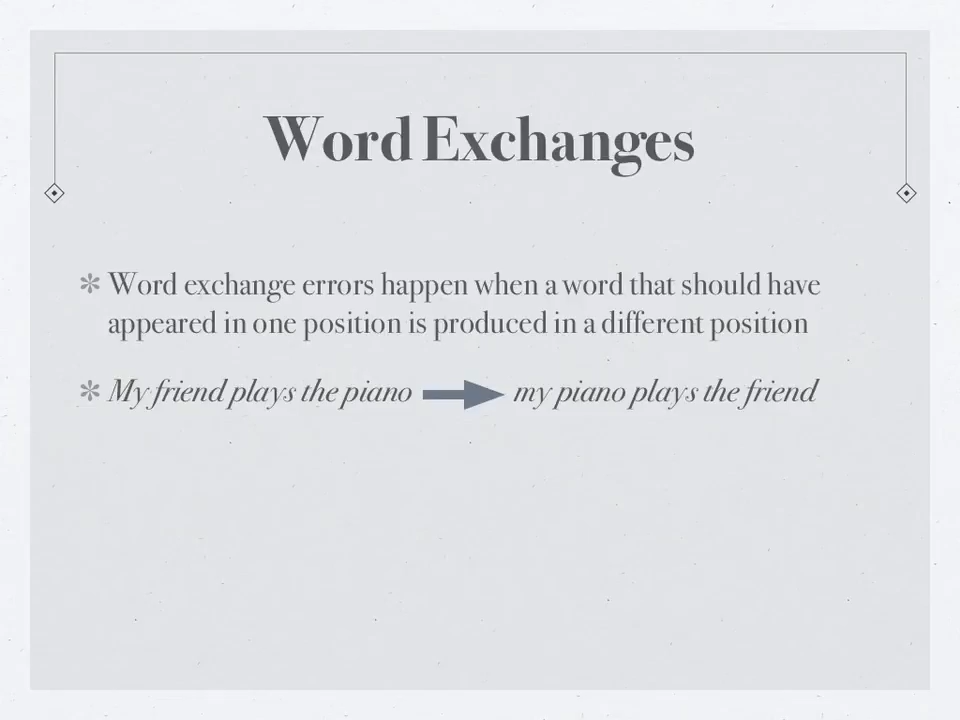 Word Exchanges
Word exchange errors happen when a word that should have
appeared in one position is produced in a different position
My friend plays the piano my piano plays the friend